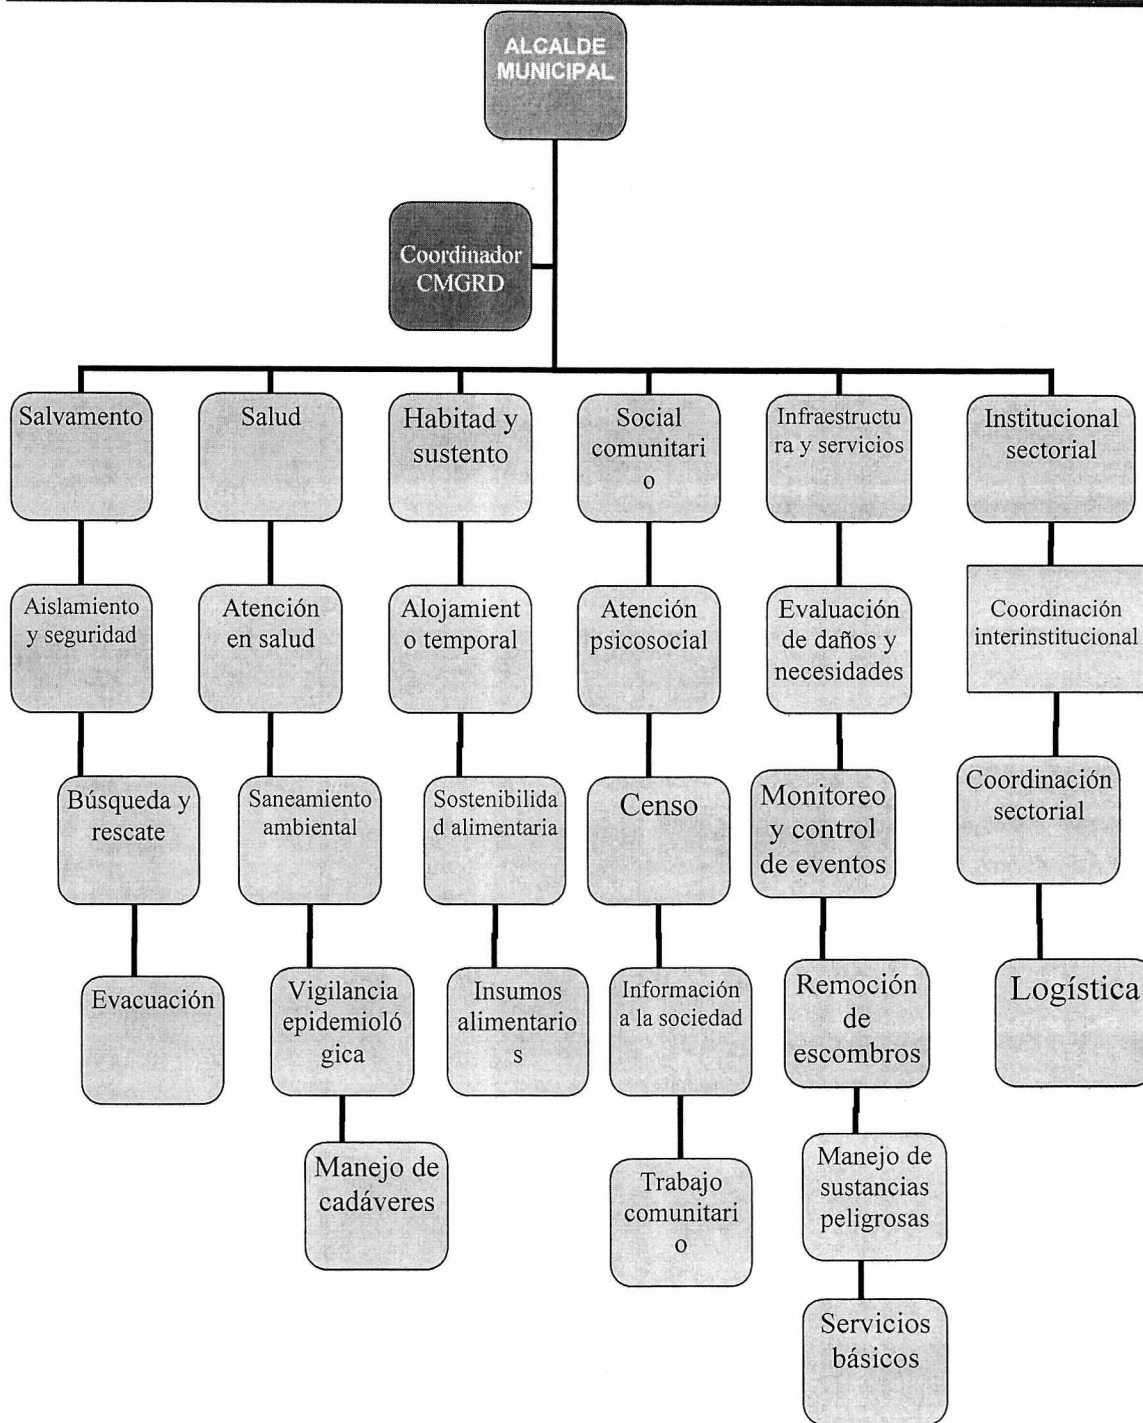 ALCALDE
MUNICIPAL
Coordinador
CMGRD
Salvamento
Salud
Habitad y
sustento
Social
comunitari
o
Infraestructu
ra y servicios
Institucional
sectorial
Aislamiento
y seguridad
Atención
en salud
Alojamient
o temporal
Atención
psicosocial
Evaluación
de daños y
necesidades
Coordinación
interinstitucional
Búsqueda y
rescate
Saneamiento
ambiental
Sostenibilida
d alimentaria
Censo
Monitoreo
y control
de eventos
Coordinación
sectorial
Evacuación
Vigilancia
epidemioló
gica
Insumos
alimentario
s
Información
a la sociedad
Remoción
de
escombros
Logística
Manejo de
cadáveres
Trabajo
comunitari
o
Manejo de
sustancias
peligrosas
Servicios
básicos